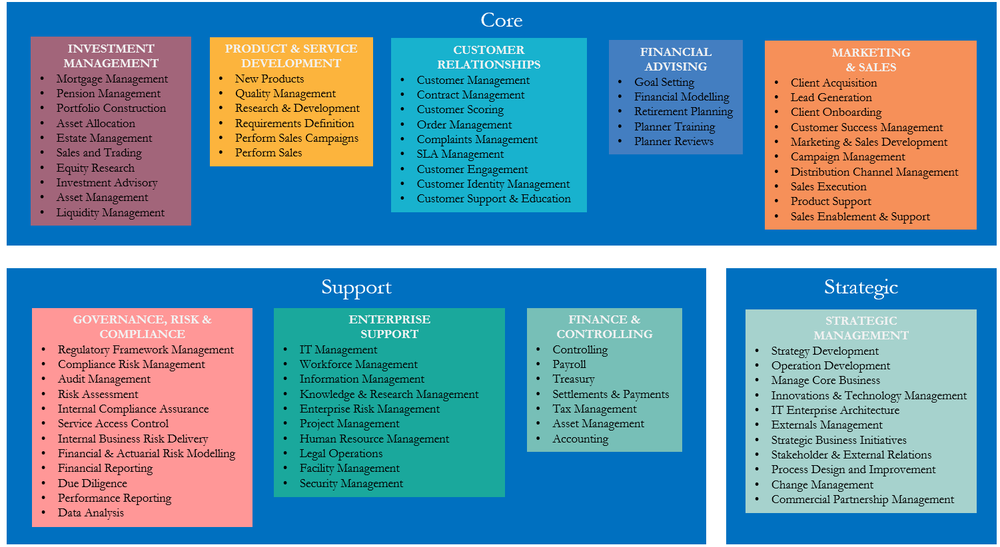 Core
INVESTMENT
MANAGEMENT
• Mortgage Management
• Pension Management
• Portfolio Construction
• Asset Allocation
• Estate Management
• Sales and Trading
• Equity Research
• Investment Advisory
• Asset Management
• Liquidity Management
PRODUCT & SERVICE
DEVELOPMENT
• New Products
• Quality Management
• Research & Development
• Requirements Definition
• Perform Sales Campaigns
• Perform Sales
CUSTOMER
RELATIONSHIPS
• Customer Management
• Contract Management
• Customer Scoring
• Order Management
• Complaints Management
• SLA Management
• Customer Engagement
• Customer Identity Management
• Customer Support & Education
FINANCIAL
ADVISING
• Goal Setting
• Financial Modelling
• Retirement Planning
• Planner Training
• Planner Reviews
MARKETING
& SALES
• Client Acquisition
• Lead Generation
• Client Onboarding
• Customer Success Management
• Marketing & Sales Development
• Campaign Management
• Distribution Channel Management
• Sales Execution
• Product Support
• Sales Enablement & Support
Support
GOVERNANCE, RISK &
COMPLIANCE
• Regulatory Framework Management
• Compliance Risk Management
• Audit Management
• Risk Assessment
• Internal Compliance Assurance
• Service Access Control
• Internal Business Risk Delivery
• Financial & Actuarial Risk Modelling
• Financial Reporting
• Due Diligence
• Performance Reporting
• Data Analysis
ENTERPRISE
SUPPORT
• IT Management
• Workforce Management
• Information Management
• Knowledge & Research Management
• Enterprise Risk Management
• Project Management
• Human Resource Management
• Legal Operations
• Facility Management
• Security Management
FINANCE &
CONTROLLING
• Controlling
• Payroll
• Treasury
• Settlements & Payments
• Tax Management
• Asset Management
• Accounting
Strategic
STRATEGIC
MANAGEMENT
• Strategy Development
• Operation Development
• Manage Core Business
• Innovations & Technology Management
• IT Enterprise Architecture
• Externals Management
• Strategic Business Initiatives
• Stakeholder & External Relations
• Process Design and Improvement
• Change Management
• Commercial Partnership Management